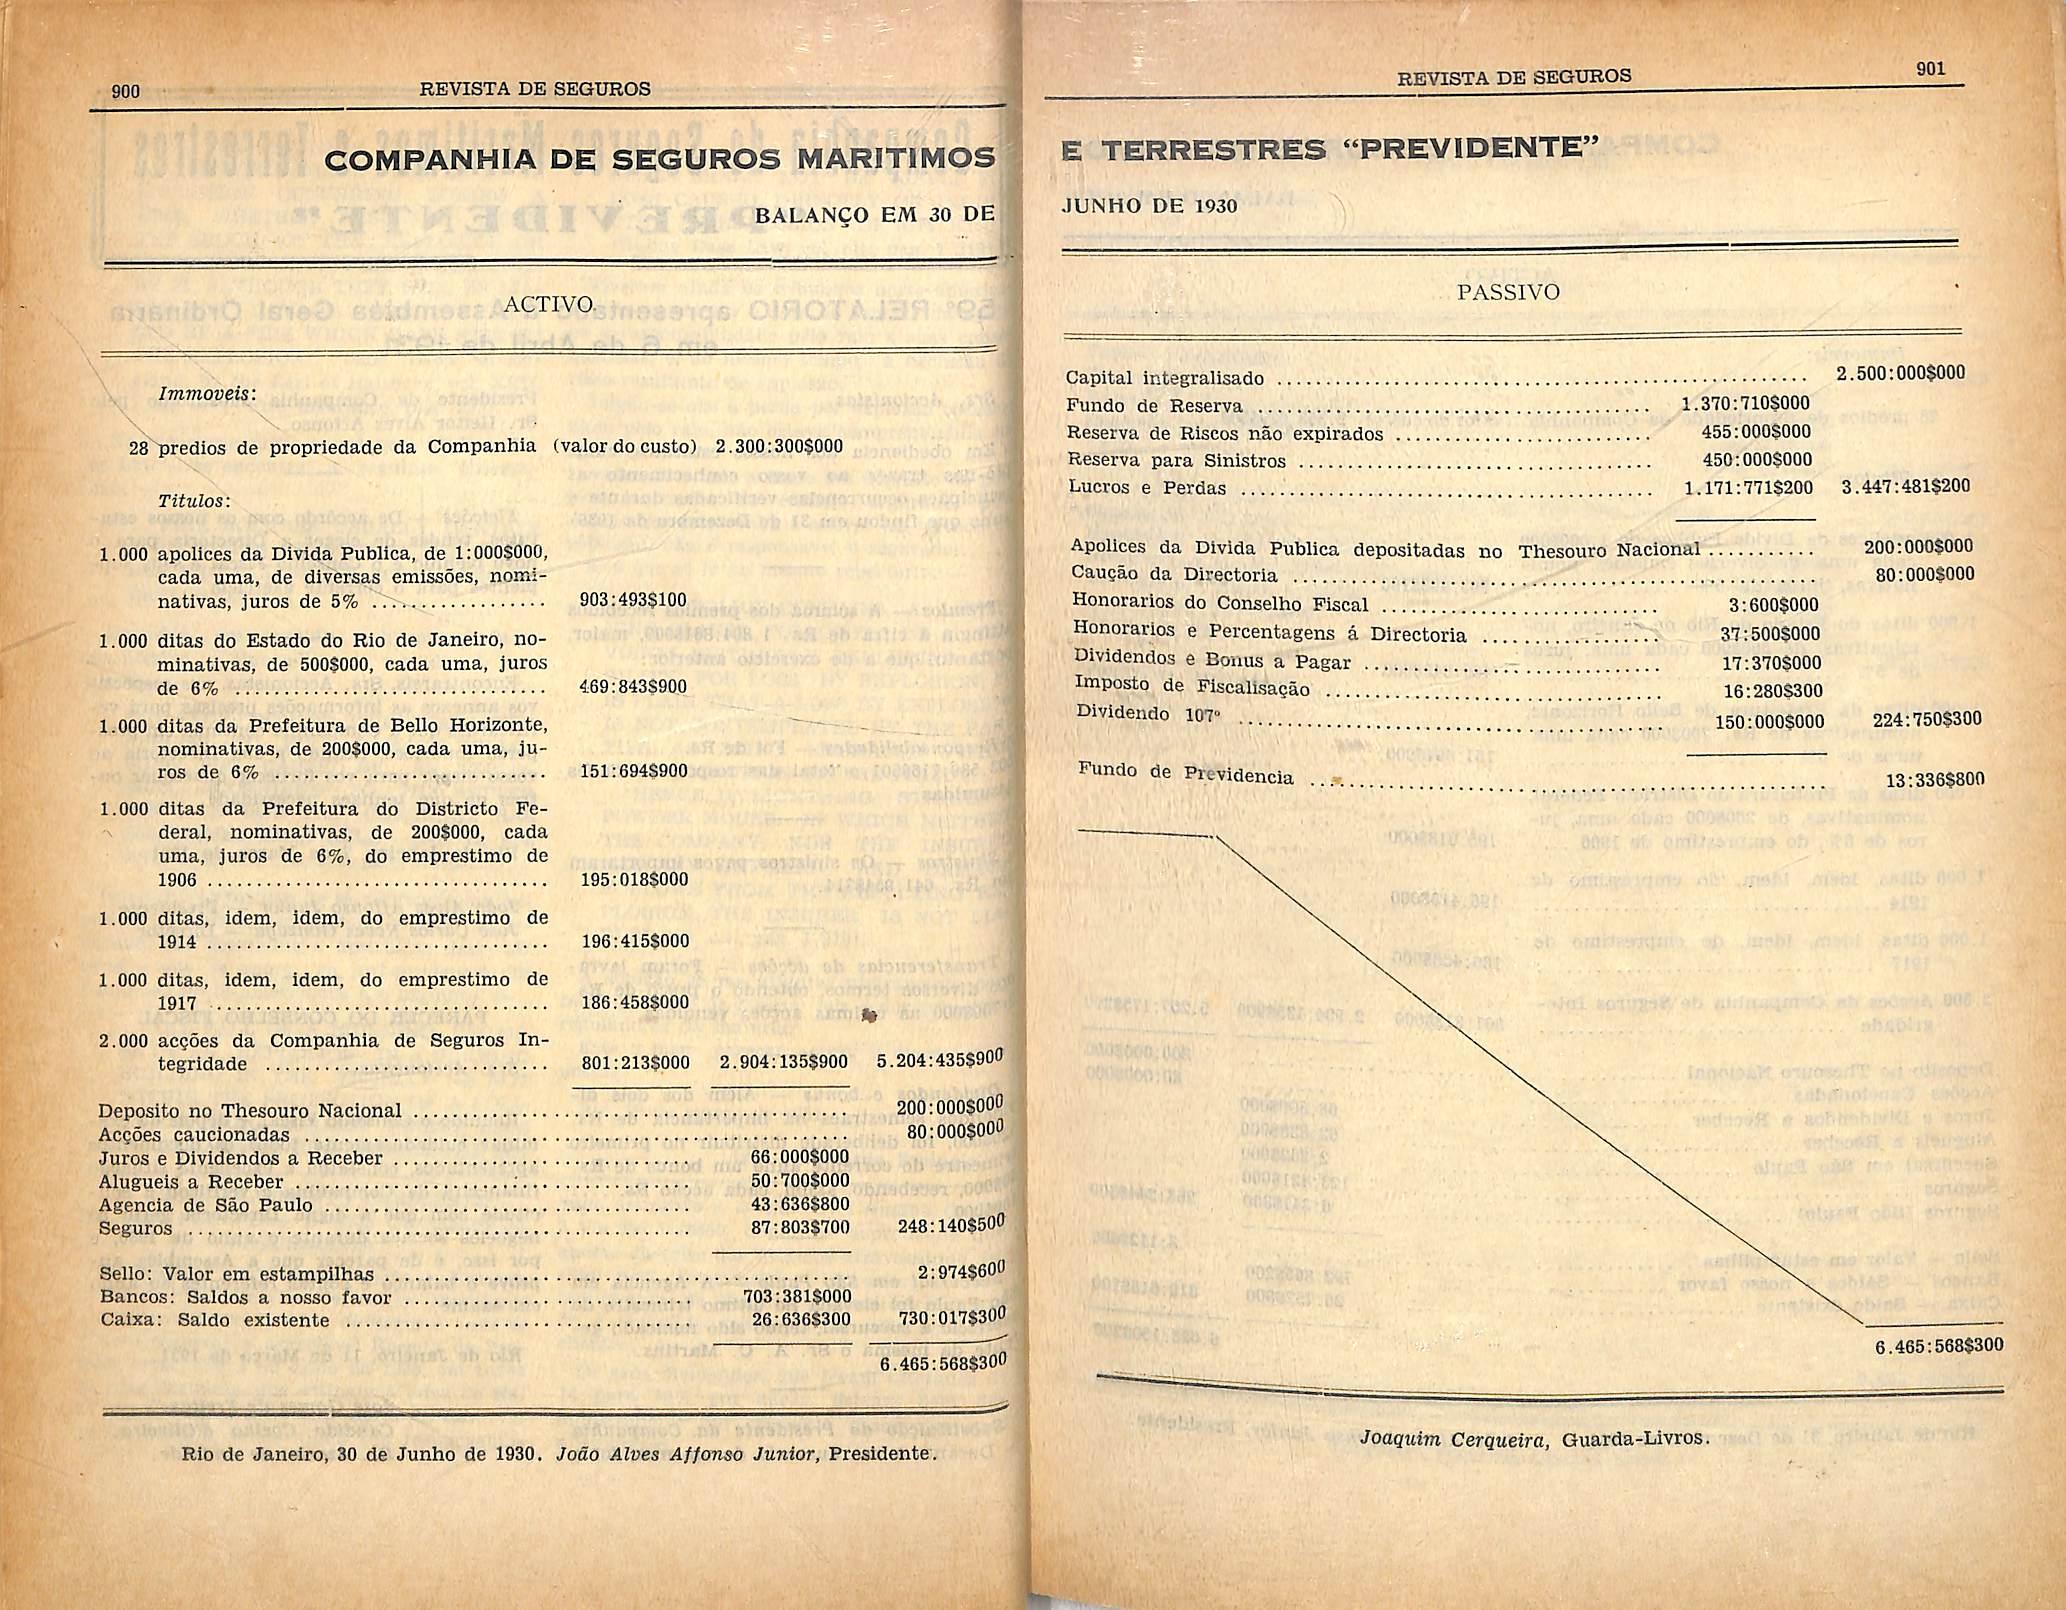 900 REVISTA DE SEGUROS
COMPANHIA DE SEGUROS MARITIMOS
BALANÇO EM 30 DE
ACTIVO
Immoveis:
28 predios de propriedade da Companhia (valor do custo) 2.300:300$000
Titulos:
1.000 apolices da Divida Publica, de 1:000$000,
cada uma, de diversas emissões, nomi-
nativas, juros de 5% .................. 903:493$100
1.000 ditas do Estado do Rio de Janeiro, no-
minativas, de 500$000, cada uma, juros
de 6% ................................ 469:843$900
1.000 ditas da Prefeitura de Bello Horizonte,
nominativas, de 200$000, cada uma, ju-
ros de 6% ............................ 151:694$900
1.000 ditas da Prefeitura do Districto Fe-
deral, nominativas, de 200$000, cada
uma, juros de 6%, do emprestimo de
1906 ................................... 195:018$000
1.000 ditas, idem, idem, do emprestimo de
1914 ................................... 196:415$000
1.000 ditas, idem, idem, do emprestimo de
1917 .................................. 186:458$000
2.000 acções da Companhia de Seguros In-
tegridade ............................. 801:213$000 2.904:135$900 5.204:435$900
Deposito no Thesouro Nacional ............................................ 200:000$000
Acções caucionadas ....................................................... 80:000$000
Juros e Dividendos a Receber .............................. 66:000$000
Alugueis a Receber ........................................ 50:700$000
Agencia de São Paulo ..................................... 43:636$800
Seguros ................................................... 87:803$700 248:140$500
Sello: Valor em estampilhas ............................................... 2:974$600
Bancos: Saldos a nosso favor ............................. 703:381$000
Caixa: Saldo existente ................................... 26:636$300 730:017$300
6.465:568$300
Rio de Janeiro, 30 de Junho de 1930. João Alves Affonso Junior, Presidente.
REVISTA DE SEGUROS 901
E TERRESTRES “PREVIDENTE”
JUNHO DE 1930
PASSIVO
Capital integralisado ...................................................... 2.500:000$000
Fundo de Reserva ........................................ 1.370:710$000
Reserva de Riscos não expirados .......................... 455:000$000
Reserva para Sinistros .................................... 450:000$000
Lucros e Perdas .......................................... 1.171:771$200 3.447:481$200
Apolices da Divida Publica depositadas no Thesouro Nacional ........... 200:000$000
Caução da Directoria ..................................................... 80:000$000
Honorarios do Conselho Fiscal ............................ 3:600$000
Honorarios e Percentagens á Directoria .................. 37:500$000
Dividendos e Bonus a Pagar .............................. 17:370$000
Imposto de Fiscalisação .................................. 16:280$300
Dividendo 107º ........................................... 150:000$000 224:750$300
Fundo de Previdencia ..................................................... 13:336$800
6.465:568$300
Joaquim Cerqueira, Guarda-Livros.